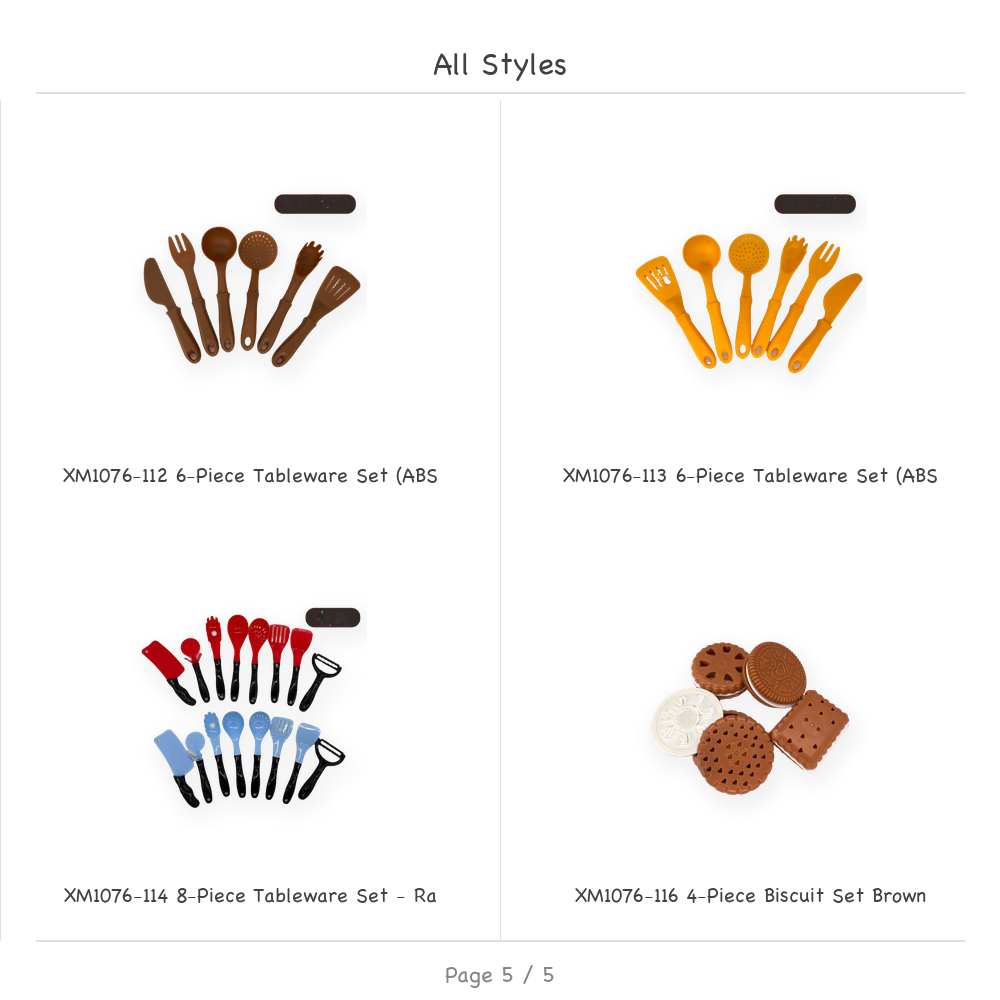 All Styles
XM1076-112 6-Piece Tableware Set (ABS
XM1076-113 6-Piece Tableware Set (ABS
XM1076-114 8-Piece Tableware Set - Ra
XM1076-116 4-Piece Biscuit Set Brown
Page 5 / 5